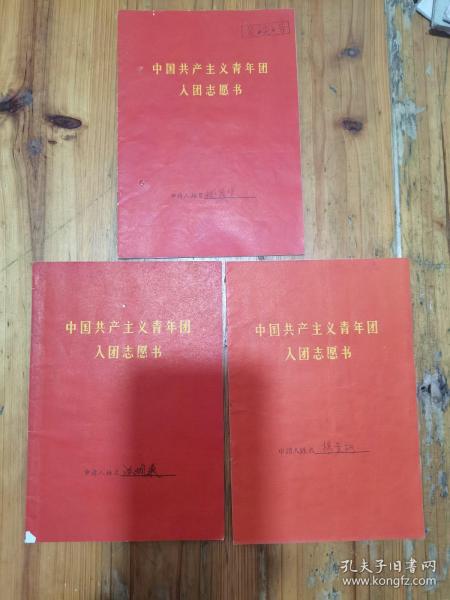 中国共产主义青年团
入团志愿书
申请人姓名
中国共产主义青年团
入团志愿书
申请人姓名
中国共产主义青年团
入团志愿书
申请人姓名
孔夫子旧书网
www.kongfz.com